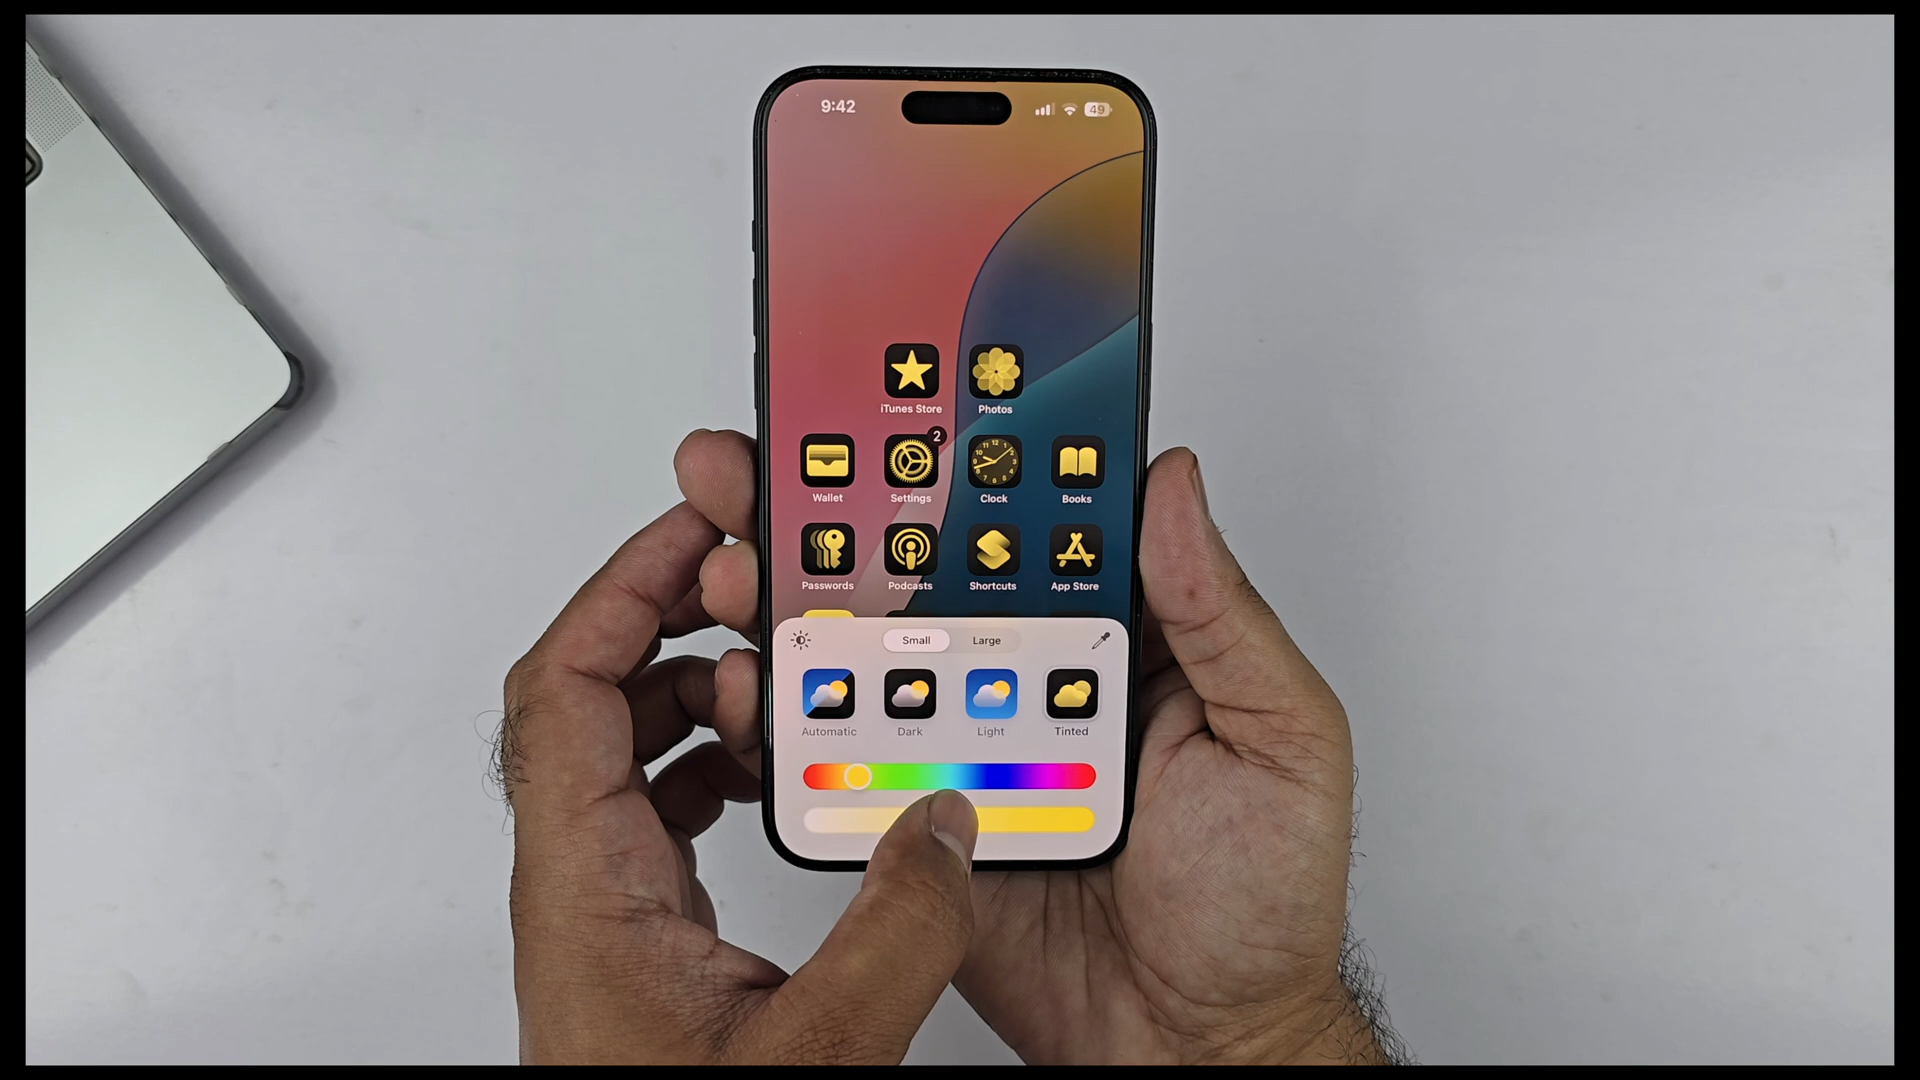 9:42
49
iTunes Store
Photos
2
Wallet
Settings
Clock
Books
Passwords
Podcasts
Shortcuts
App Store
Small
Large
Automatic
Dark
Light
Tinted